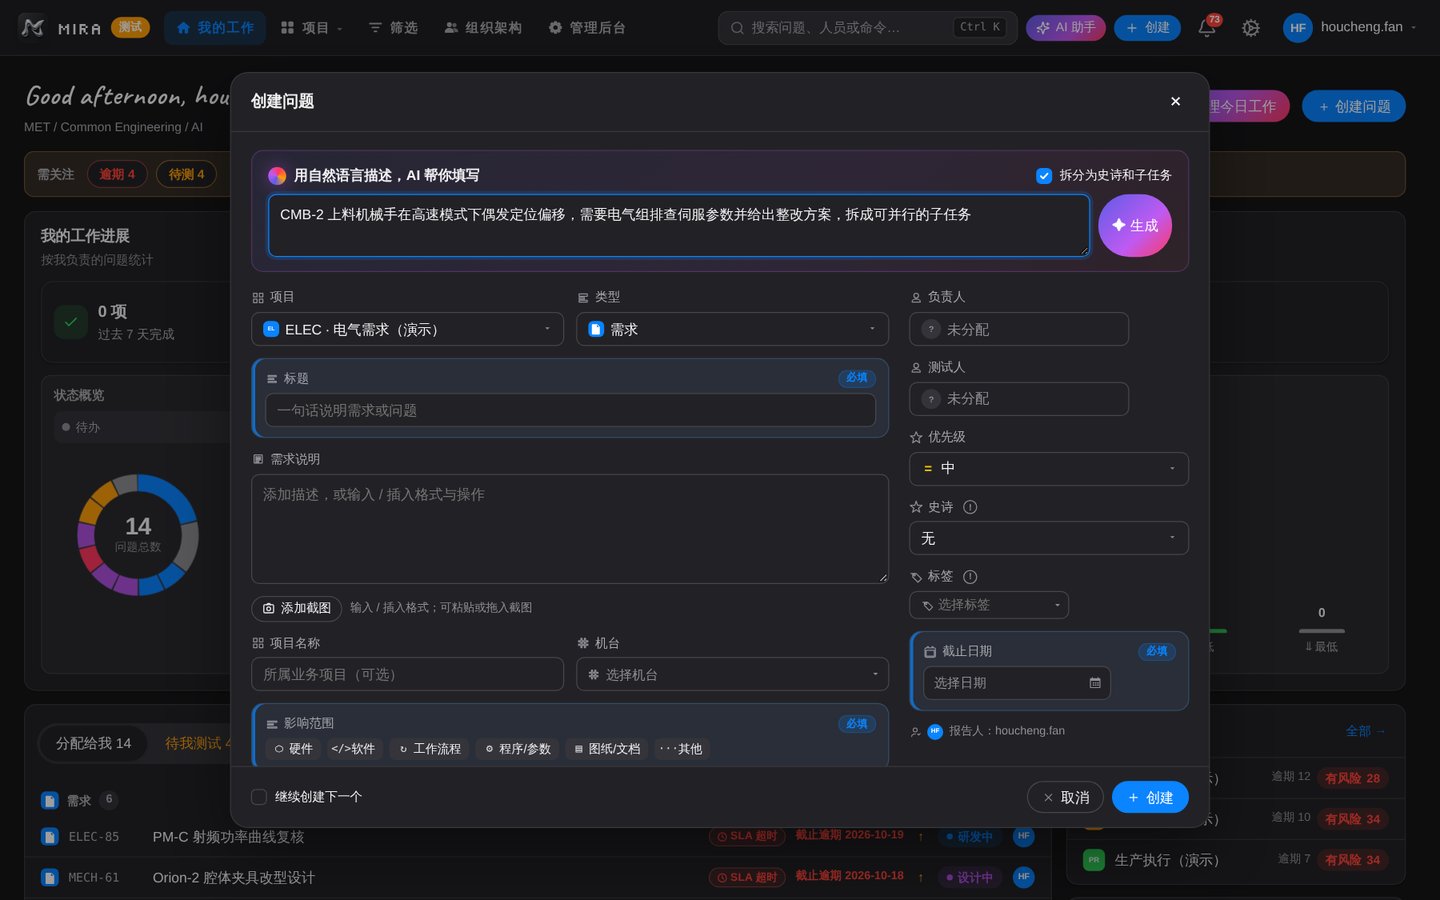 MIRA 测试 我的工作 项目 筛选 组织架构 管理后台 搜索问题、人员或命令… Ctrl K AI 助手 + 创建 73 HF houcheng.fan
Good afternoon, hou
理今日工作 + 创建问题
MET / Common Engineering / AI
需关注 逾期 4 待测 4
我的工作进展
按我负责的问题统计
0 项
过去 7 天完成
状态概览
待办
14
问题总数
0
低 最低
分配给我 14 待我测试 4
全部 →
需求 6
ELEC-85 PM-C 射频功率曲线复核 SLA 超时 截止逾期 2026-10-19 ↑ 研发中 HF
MECH-61 Orion-2 腔体夹具改型设计 SLA 超时 截止逾期 2026-10-18 ↑ 设计中 HF
示） 逾期 12 有风险 28
示） 逾期 10 有风险 34
PR 生产执行（演示） 逾期 7 有风险 34
创建问题 ×
用自然语言描述，AI 帮你填写 拆分为史诗和子任务
CMB-2 上料机械手在高速模式下偶发定位偏移，需要电气组排查伺服参数并给出整改方案，拆成可并行的子任务
生成
项目 类型 负责人
EL ELEC · 电气需求（演示） 需求 ? 未分配
标题 必填 测试人
一句话说明需求或问题 ? 未分配
优先级
= 中
需求说明
添加描述，或输入 / 插入格式与操作
史诗
无
标签
选择标签
添加截图 输入 / 插入格式；可粘贴或拖入截图
项目名称 机台
所属业务项目（可选） 选择机台
截止日期 必填
选择日期
影响范围 必填
硬件 </>软件 ↻ 工作流程 程序/参数 图纸/文档 ···其他
HF 报告人：houcheng.fan
继续创建下一个 × 取消 + 创建